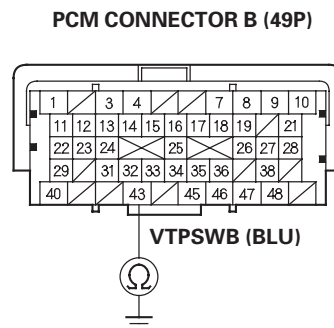 PCM CONNECTOR B (49P)
1 3 4 7 8 9 10
11 12 13 14 15 16 17 18 19 21
22 23 24 25 26 27 28
29 31 32 33 34 35 36 38
40 43 45 46 47 48
VTPSWB (BLU)
Ω